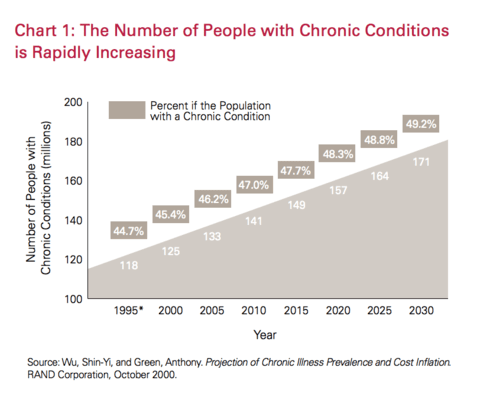 Chart 1: The Number of People with Chronic Conditions
is Rapidly Increasing
Percent if the Population
with a Chronic Condition
Number of People with
Chronic Conditions (millions)
200
180
160
140
120
100
44.7%
45.4%
46.2%
47.0%
47.7%
48.3%
48.8%
49.2%
118
125
133
141
149
157
164
171
1995* 2000 2005 2010 2015 2020 2025 2030
Year
Source: Wu, Shin-Yi, and Green, Anthony. Projection of Chronic Illness Prevalence and Cost Inflation.
RAND Corporation, October 2000.